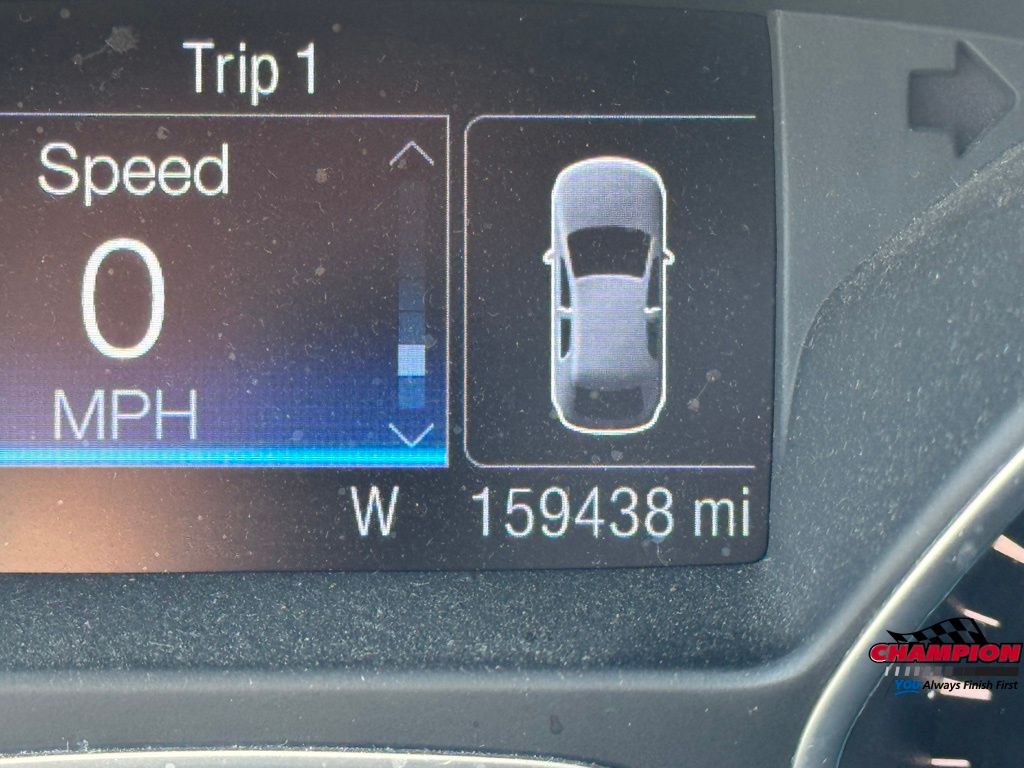 Trip 1
Speed
0
MPH
W 159438 mi
CHAMPION
YOU Always Finish First